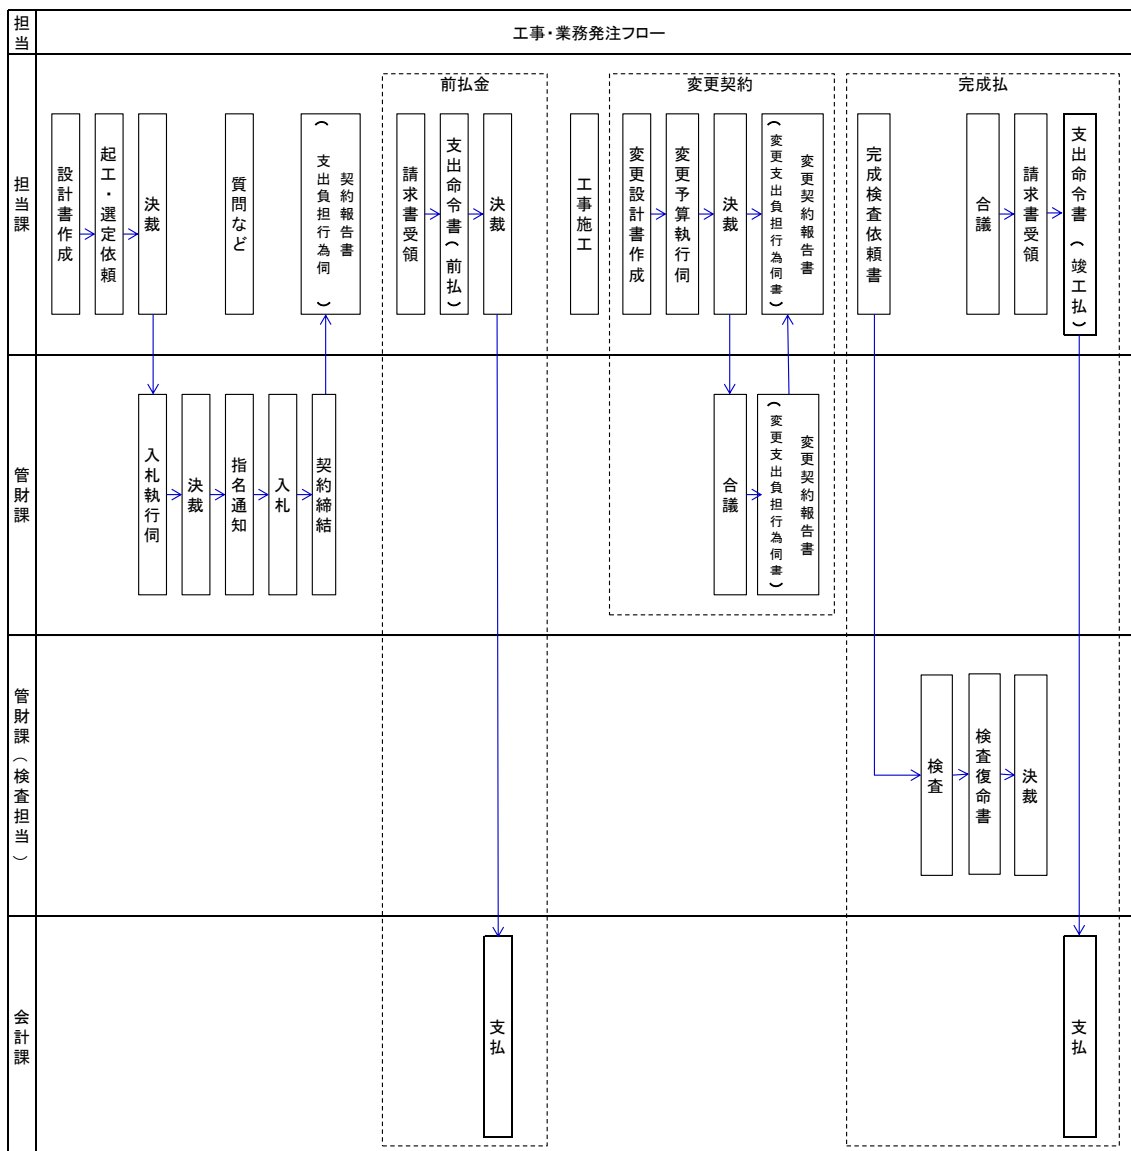 担当
工事・業務発注フロー
担当課
設計書作成
起工・選定依頼
決裁
質問など
契約報告書
(支出負担行為伺)
前払金
請求書受領
支出命令書(前払)
決裁
工事施工
変更契約
変更設計書作成
変更予算執行伺
決裁
変更契約報告書
(変更支出負担行為伺書)
完成払
完成検査依頼書
合議
請求書受領
支出命令書(竣工払)
管財課
入札執行伺
決裁
指名通知
入札
契約締結
合議
変更契約報告書
(変更支出負担行為伺書)
管財課(検査担当)
検査
検査復命書
決裁
会計課
支払
支払